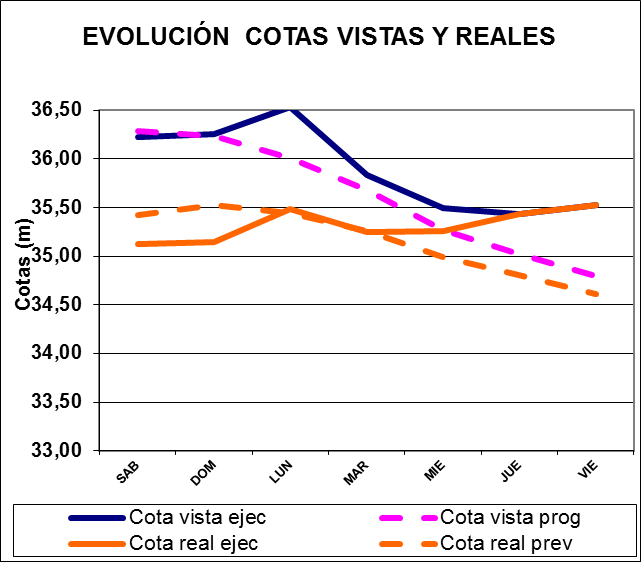 EVOLUCIÓN  COTAS VISTAS Y REALES
Cotas (m)
36,50
36,00
35,50
35,00
34,50
34,00
33,50
33,00
SAB DOM LUN MAR MIE JUE VIE
Cota vista ejec Cota vista prog
Cota real ejec Cota real prev